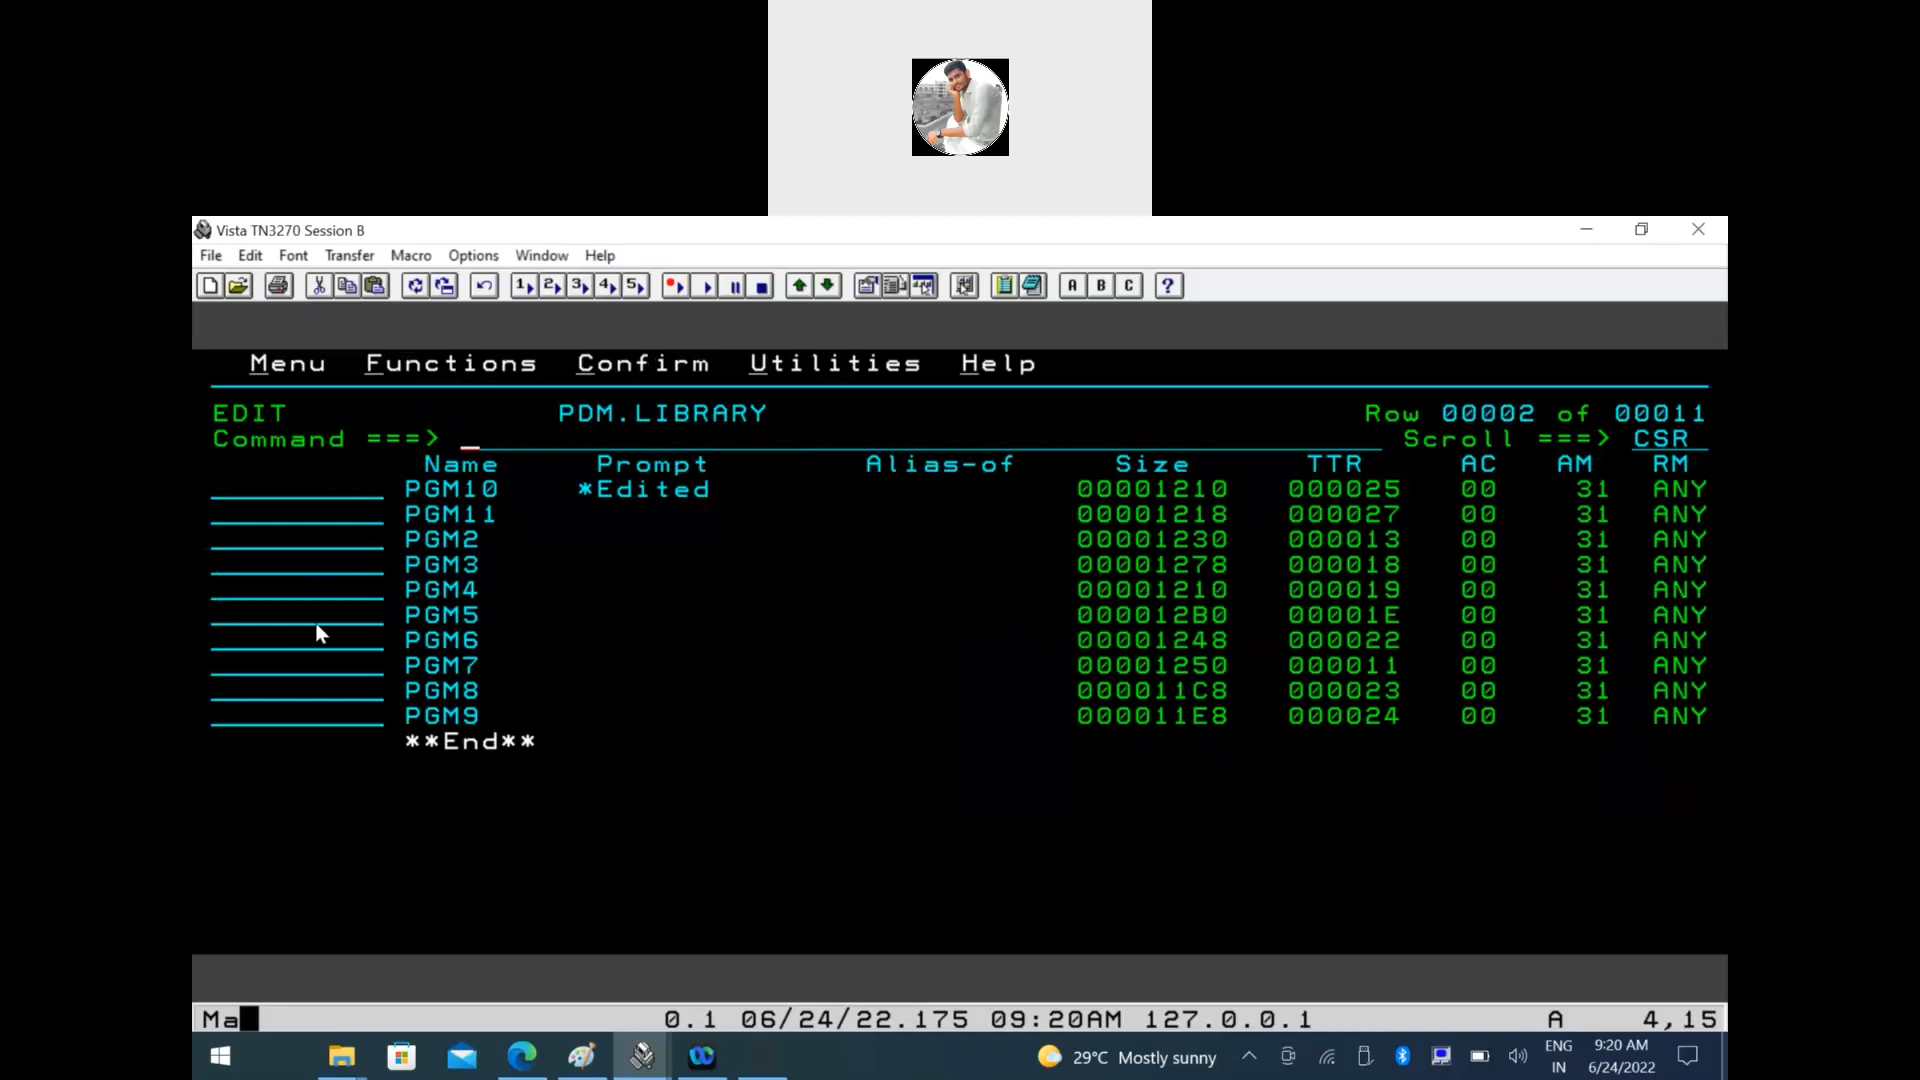 Vista TN3270 Session B
File Edit Font Transfer Macro Options Window Help
1 2 3 4 5 A B C ?
Menu Functions Confirm Utilities Help
EDIT PDM.LIBRARY Row 00002 of 00011
Command ===> _ Scroll ===> CSR
Name Prompt Alias-of Size TTR AC AM RM
PGM10 *Edited 00001210 000025 00 31 ANY
PGM11 00001218 000027 00 31 ANY
PGM2 00001230 000013 00 31 ANY
PGM3 00001278 000018 00 31 ANY
PGM4 00001210 000019 00 31 ANY
PGM5 000012B0 00001E 00 31 ANY
PGM6 00001248 000022 00 31 ANY
PGM7 00001250 000011 00 31 ANY
PGM8 000011C8 000023 00 31 ANY
PGM9 000011E8 000024 00 31 ANY
**End**
Ma 0.1 06/24/22.175 09:20AM 127.0.0.1 A 4,15
29°C Mostly sunny ENG 9:20 AM
IN 6/24/2022